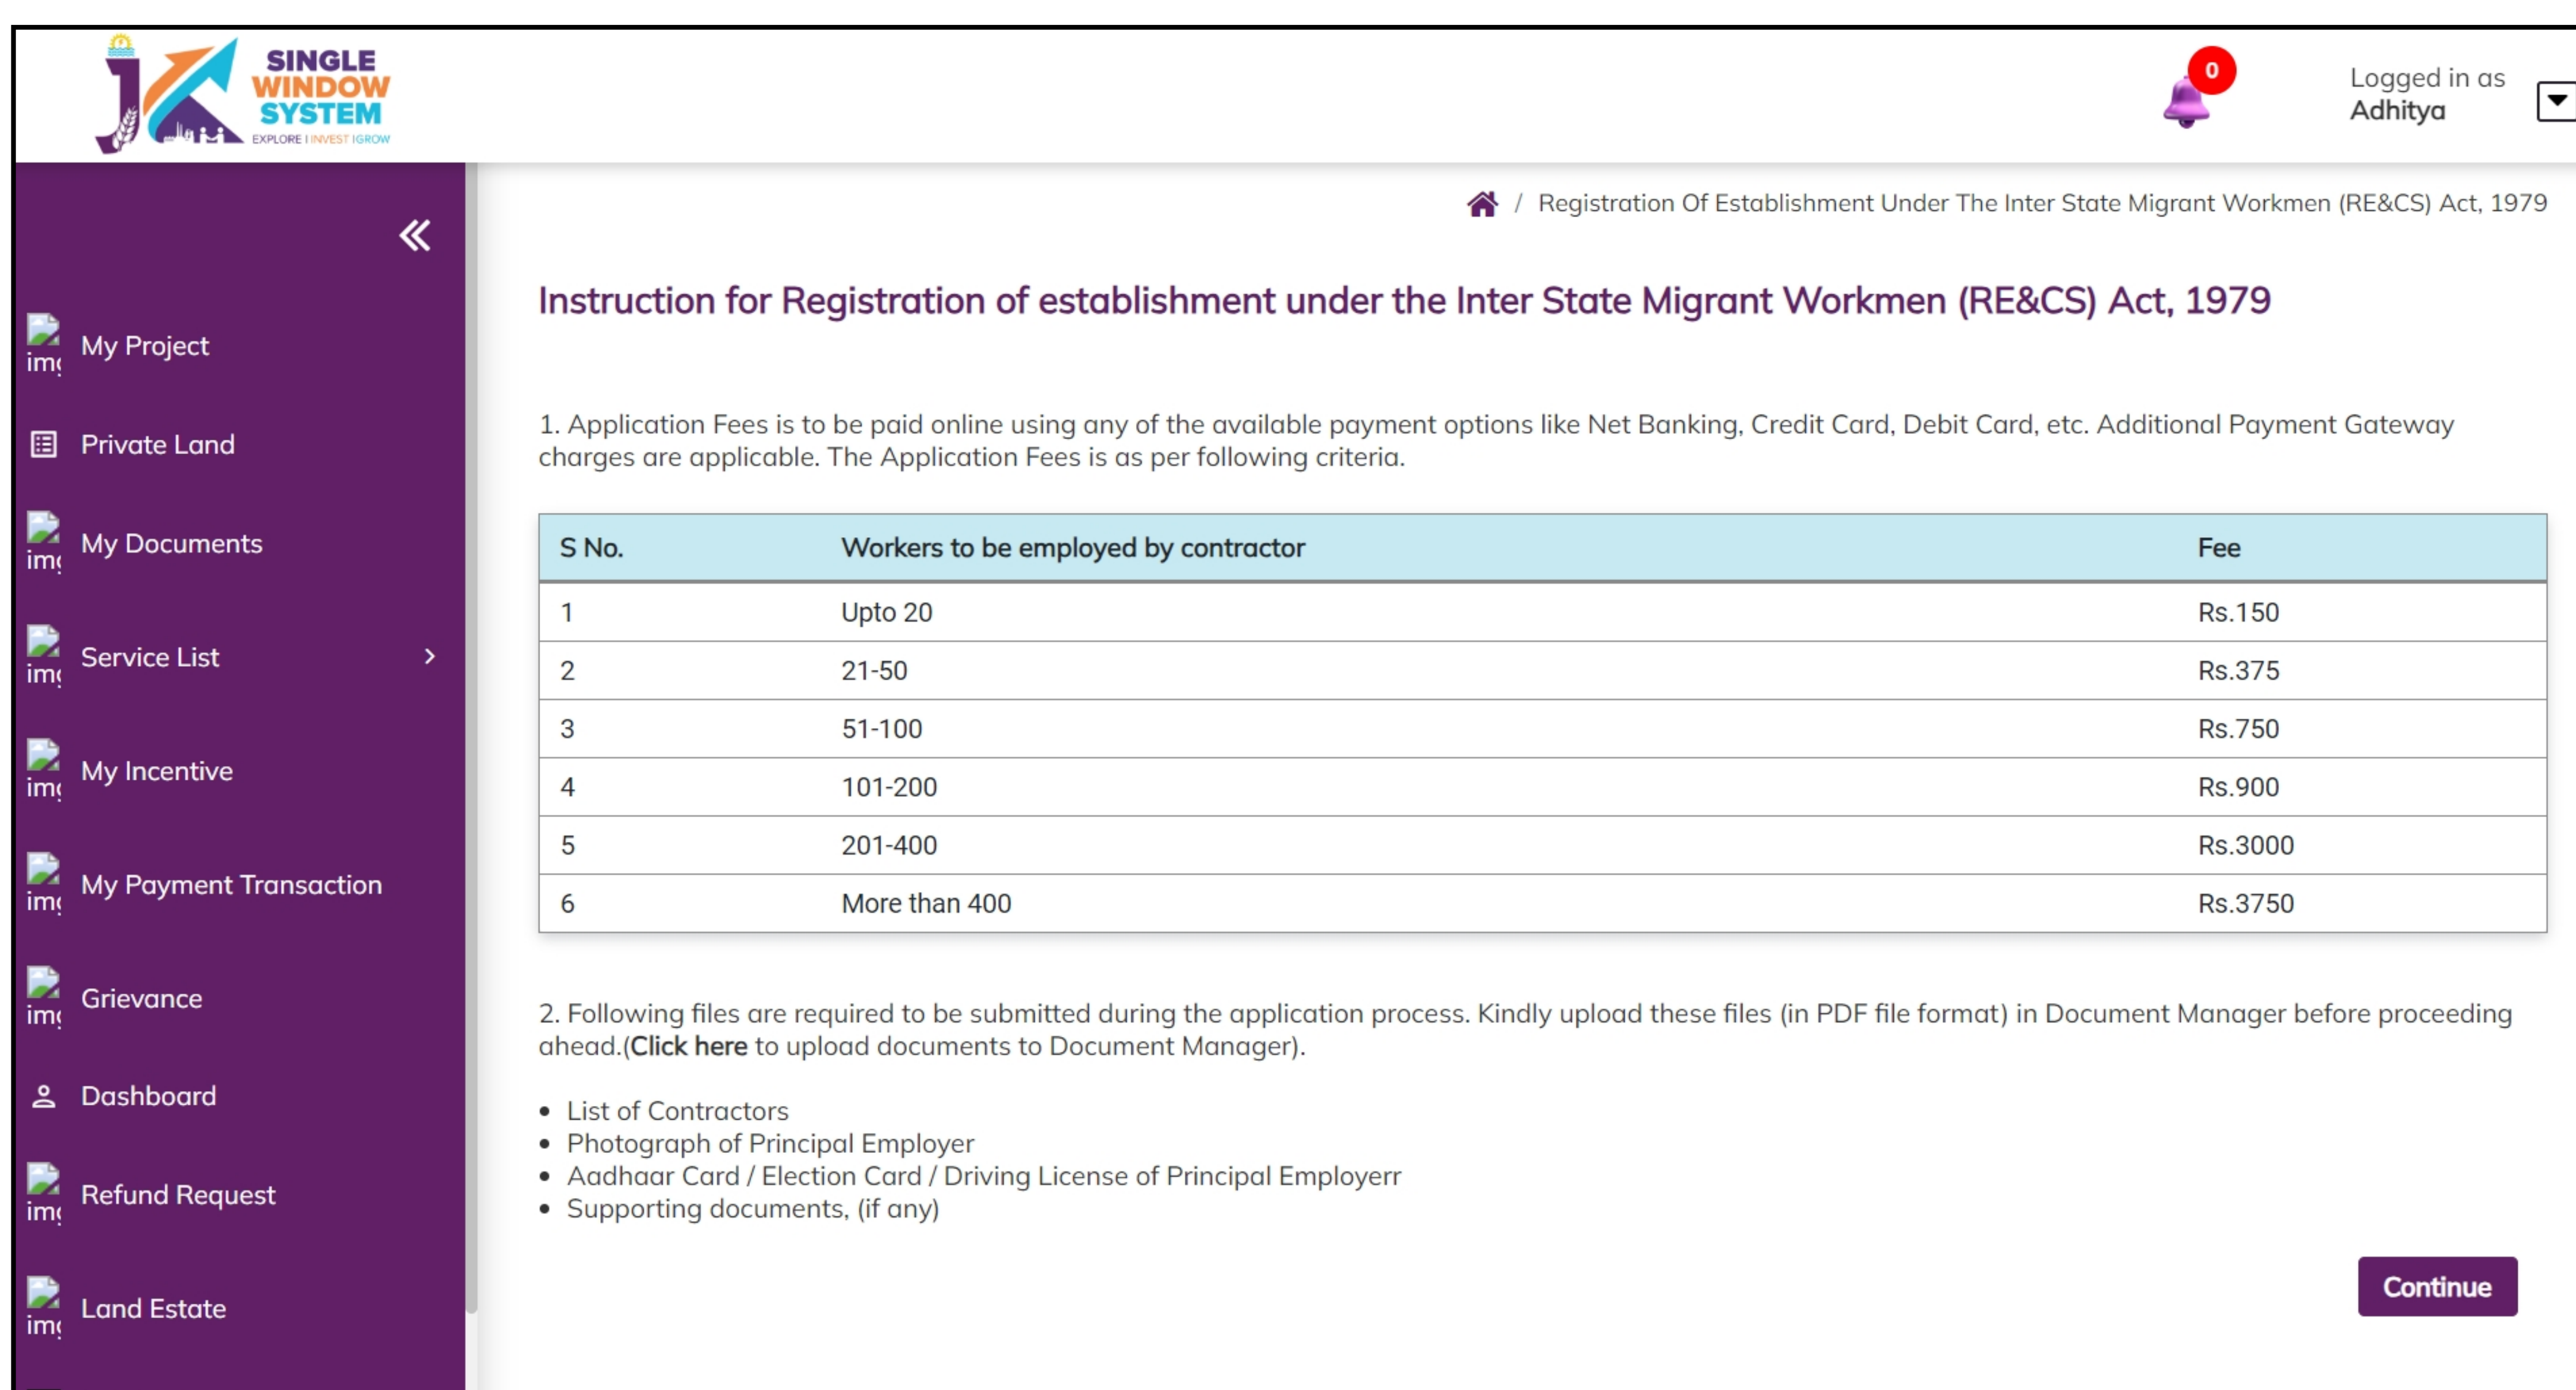 SINGLE
WINDOW
SYSTEM
EXPLORE I INVEST I GROW
0
Logged in as
Adhitya
/ Registration Of Establishment Under The Inter State Migrant Workmen (RE&CS) Act, 1979
My Project
Private Land
My Documents
Service List
My Incentive
My Payment Transaction
Grievance
Dashboard
Refund Request
Land Estate
Instruction for Registration of establishment under the Inter State Migrant Workmen (RE&CS) Act, 1979
1. Application Fees is to be paid online using any of the available payment options like Net Banking, Credit Card, Debit Card, etc. Additional Payment Gateway
charges are applicable. The Application Fees is as per following criteria.
S No. Workers to be employed by contractor Fee
1 Upto 20 Rs.150
2 21-50 Rs.375
3 51-100 Rs.750
4 101-200 Rs.900
5 201-400 Rs.3000
6 More than 400 Rs.3750
2. Following files are required to be submitted during the application process. Kindly upload these files (in PDF file format) in Document Manager before proceeding
ahead.(Click here to upload documents to Document Manager).
• List of Contractors
• Photograph of Principal Employer
• Aadhaar Card / Election Card / Driving License of Principal Employerr
• Supporting documents, (if any)
Continue